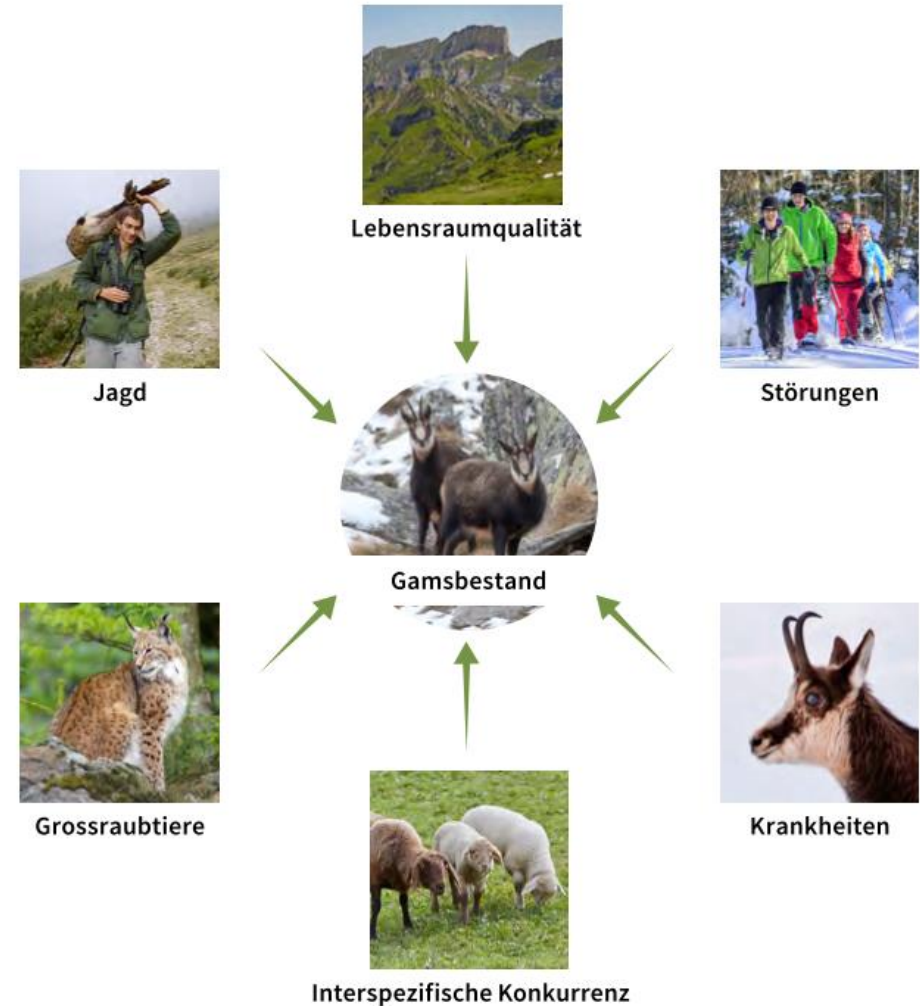 Lebensraumqualität
Jagd
Störungen
Gamsbestand
Grossraubtiere
Krankheiten
Interspezifische Konkurrenz